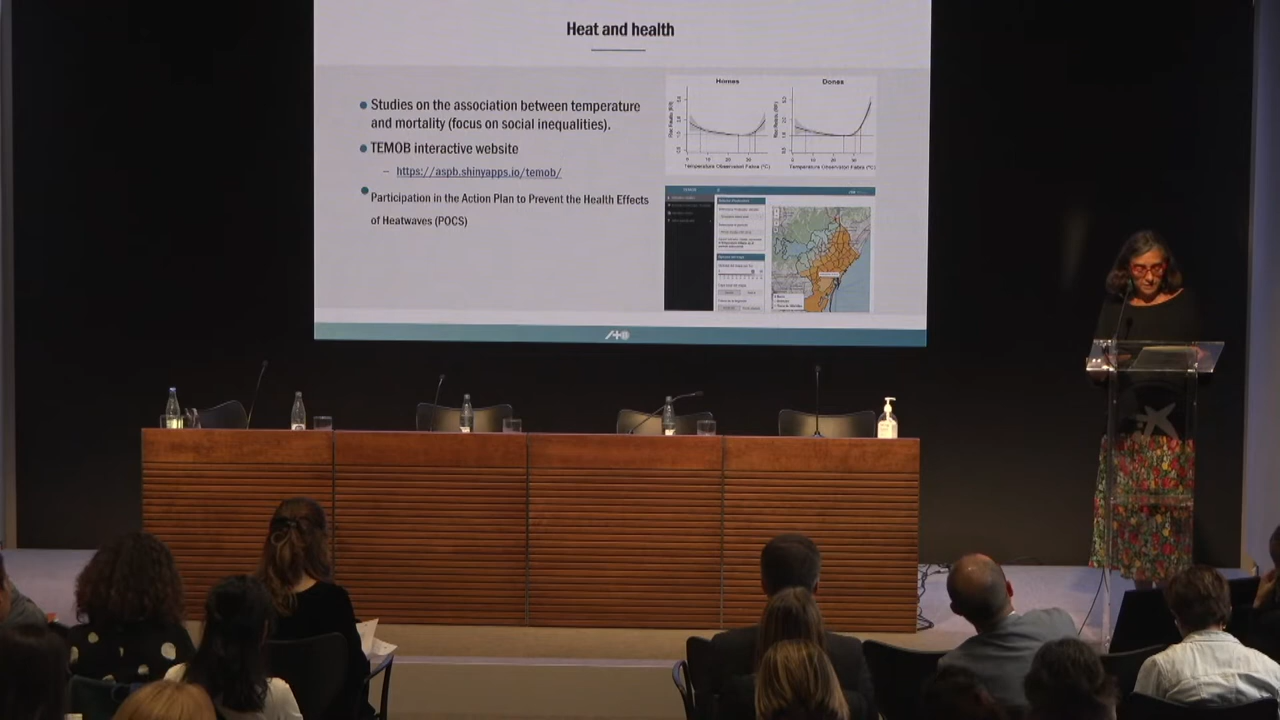 Heat and health
Studies on the association between temperature
and mortality (focus on social inequalities).
TEMOB interactive website
– https://aspb.shinyapps.io/temob/
Participation in the Action Plan to Prevent the Health Effects
of Heatwaves (POCS)
Homes
Dones